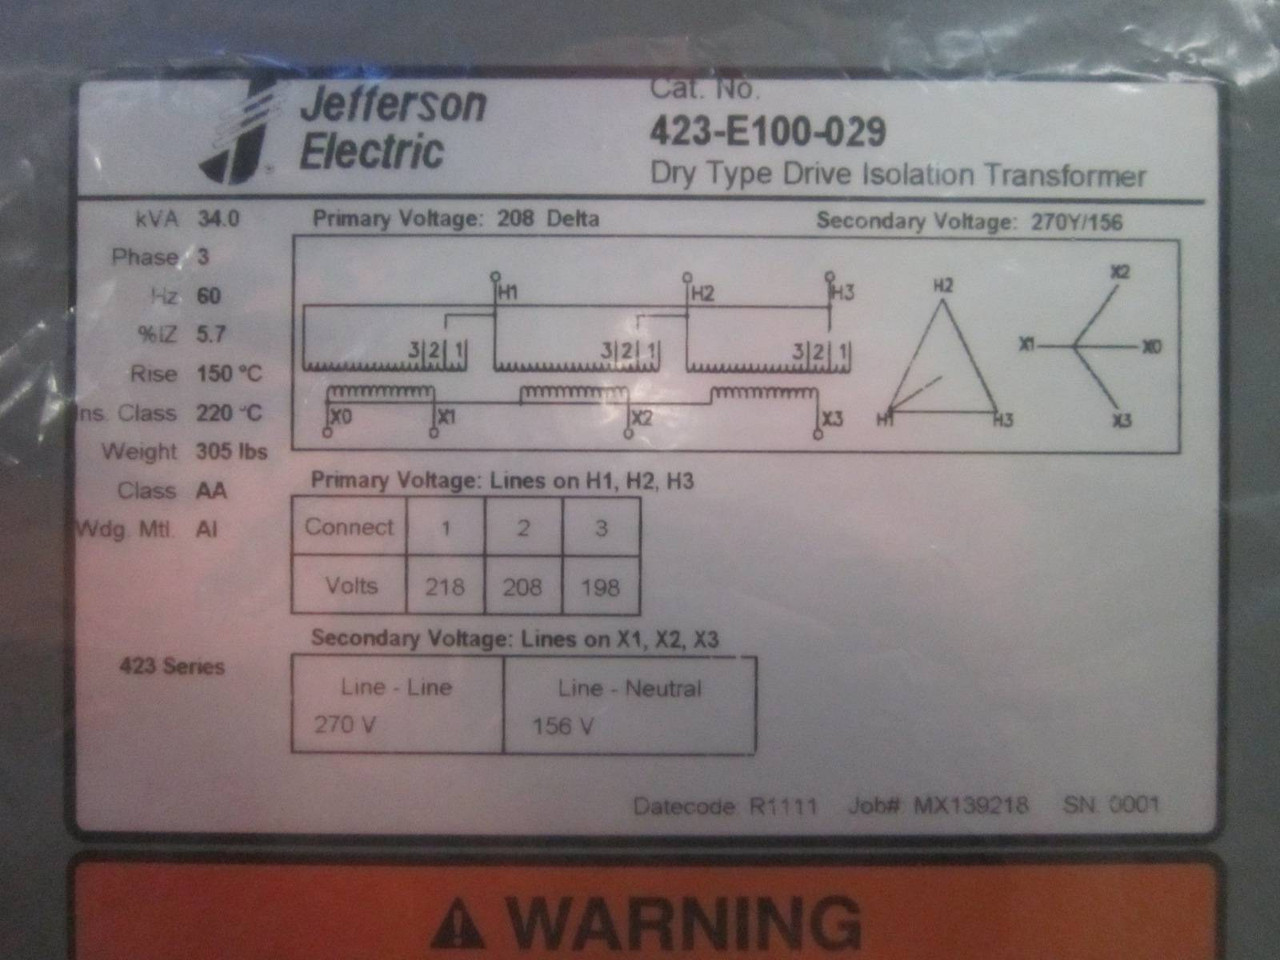 Jefferson
Electric
Cat. No.
423-E100-029
Dry Type Drive Isolation Transformer
kVA 34.0
Phase 3
Hz 60
%IZ 5.7
Rise 150 °C
Ins. Class 220 °C
Weight 305 lbs
Class AA
Wdg. Mtl. Al
423 Series
Primary Voltage: 208 Delta
Secondary Voltage: 270Y/156
H1 H2 H3
3 2 1 3 2 1 3 2 1
X0 X1 X2 X3
H2
H1 H3
X2
X1 X0
X3
Primary Voltage: Lines on H1, H2, H3
Connect 1 2 3
Volts 218 208 198
Secondary Voltage: Lines on X1, X2, X3
Line - Line Line - Neutral
270 V 156 V
Datecode R1111 Job# MX139218 SN. 0001
WARNING